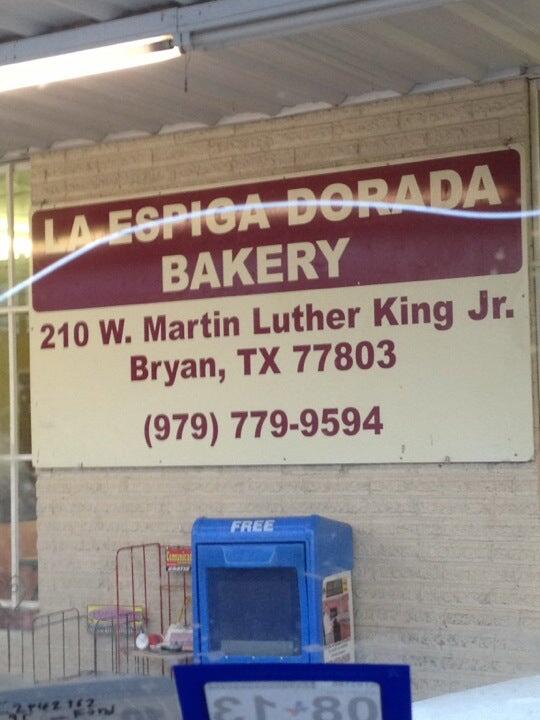 LA ESPIGA DORADA
BAKERY
210 W. Martin Luther King Jr.
Bryan, TX 77803
(979) 779-9594
FREE